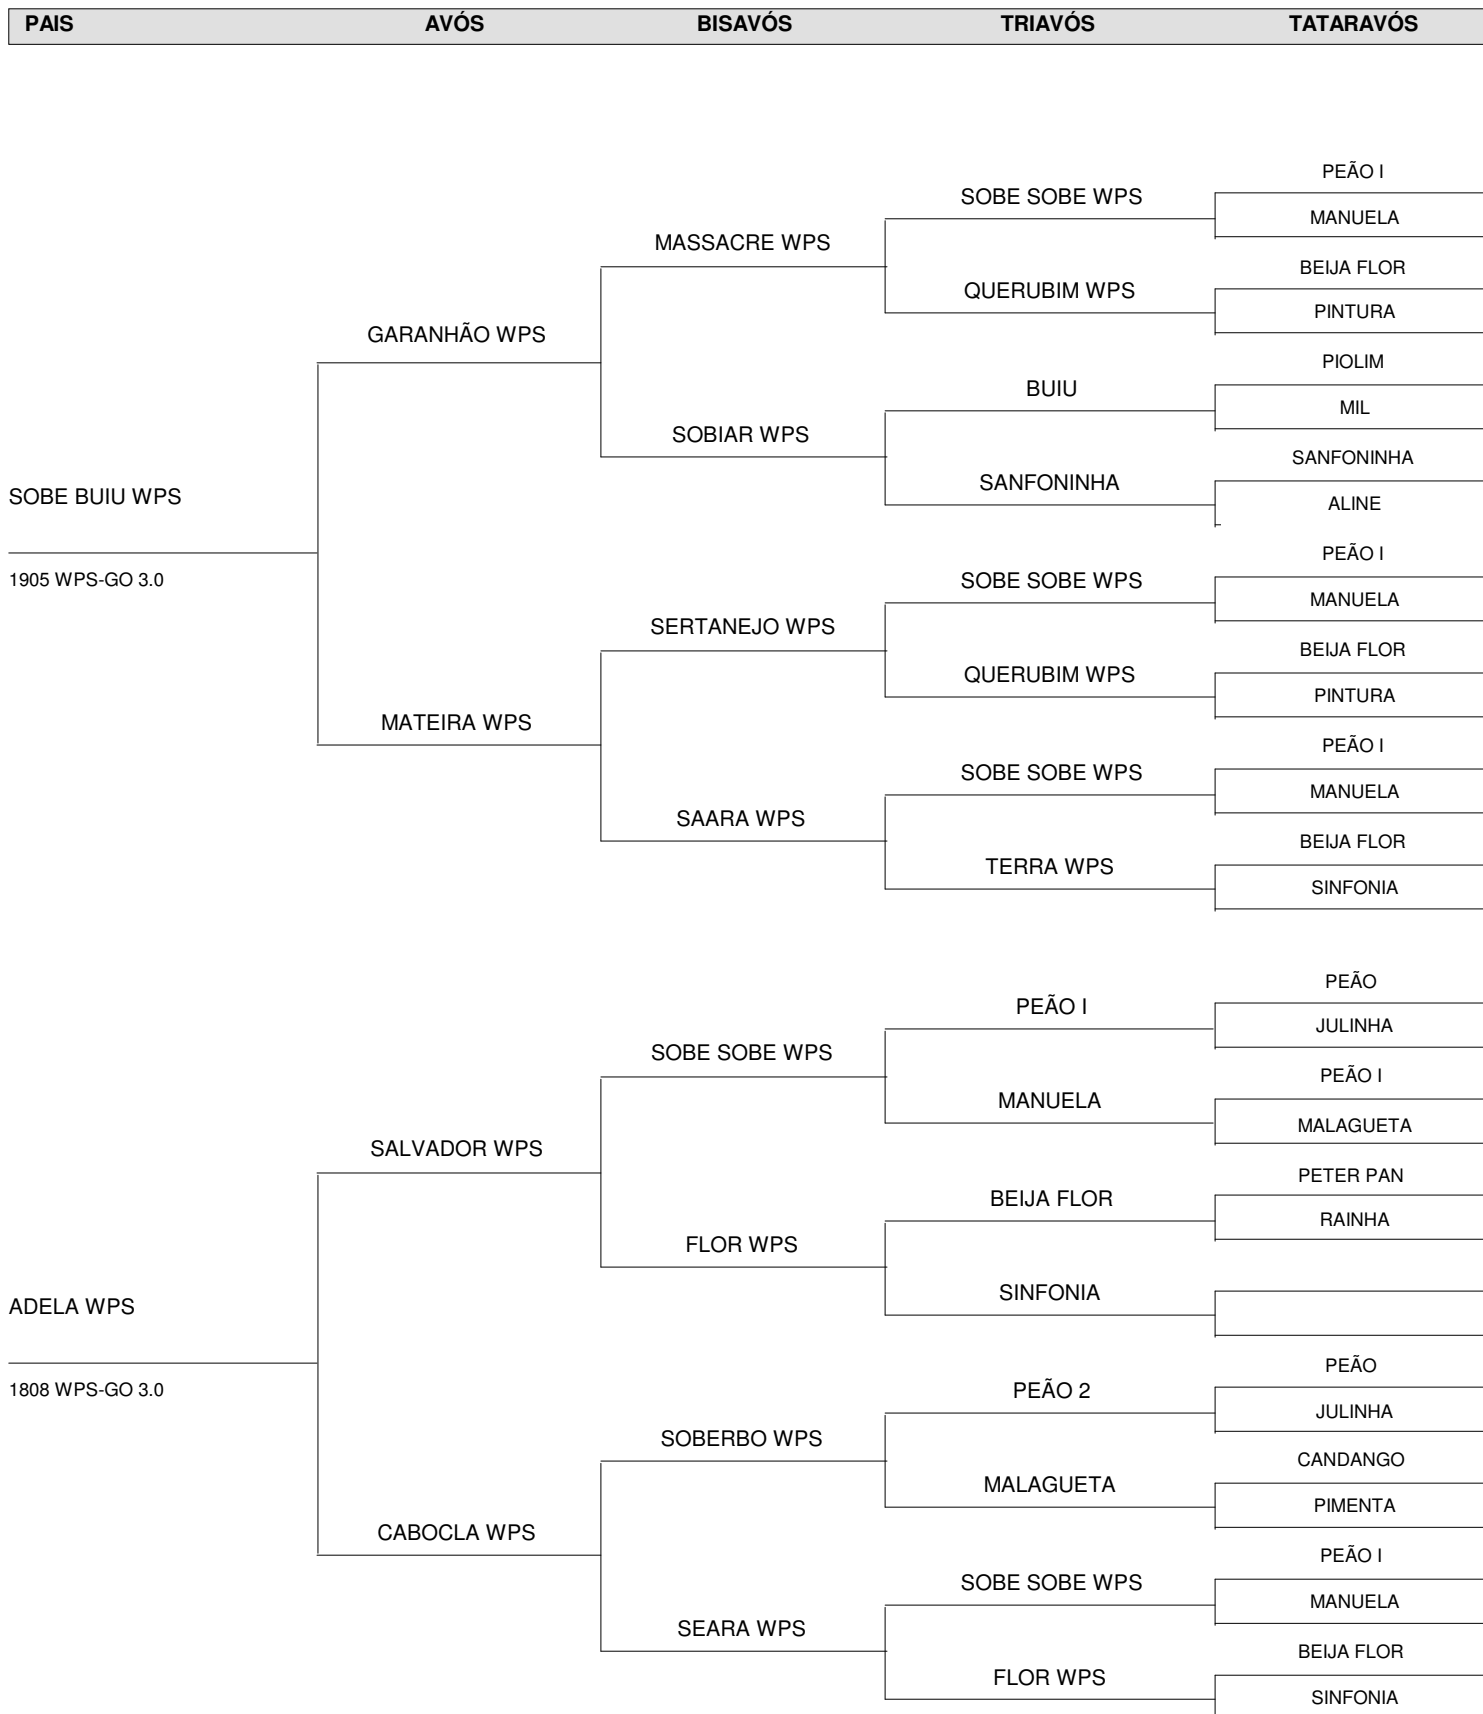 PAIS AVÓS BISAVÓS TRIAVÓS TATARAVÓS
PEÃO I
SOBE SOBE WPS
MANUELA
MASSACRE WPS
BEIJA FLOR
QUERUBIM WPS
PINTURA
GARANHÃO WPS
PIOLIM
BUIU
MIL
SOBIAR WPS
SANFONINHA
SANFONINHA
ALINE
SOBE BUIU WPS
1905 WPS-GO 3.0
PEÃO I
SOBE SOBE WPS
MANUELA
SERTANEJO WPS
BEIJA FLOR
QUERUBIM WPS
PINTURA
MATEIRA WPS
PEÃO I
SOBE SOBE WPS
MANUELA
SAARA WPS
BEIJA FLOR
TERRA WPS
SINFONIA
PEÃO
PEÃO I
JULINHA
SOBE SOBE WPS
PEÃO I
MANUELA
MALAGUETA
SALVADOR WPS
PETER PAN
BEIJA FLOR
RAINHA
FLOR WPS
SINFONIA
ADELA WPS
1808 WPS-GO 3.0
PEÃO
PEÃO 2
JULINHA
SOBERBO WPS
CANDANGO
MALAGUETA
PIMENTA
CABOCLA WPS
PEÃO I
SOBE SOBE WPS
MANUELA
SEARA WPS
BEIJA FLOR
FLOR WPS
SINFONIA